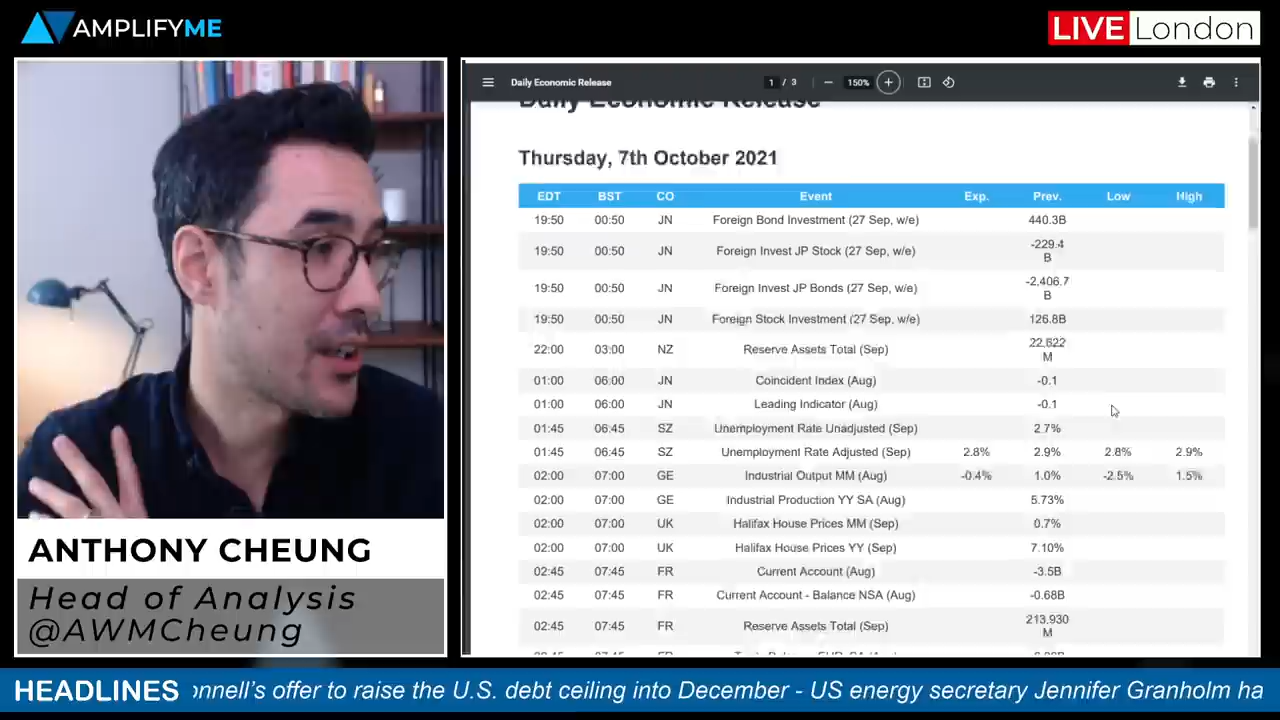 AMPLIFYME
LIVE London
Daily Economic Release
1 / 3
150%
Daily Economic Release
Thursday, 7th October 2021
EDT BST CO Event Exp. Prev. Low High
19:50 00:50 JN Foreign Bond Investment (27 Sep, w/e) 440.3B
19:50 00:50 JN Foreign Invest JP Stock (27 Sep, w/e) -229.4
B
19:50 00:50 JN Foreign Invest JP Bonds (27 Sep, w/e) -2,406.7
B
19:50 00:50 JN Foreign Stock Investment (27 Sep, w/e) 126.8B
22:00 03:00 NZ Reserve Assets Total (Sep) 22,622
M
01:00 06:00 JN Coincident Index (Aug) -0.1
01:00 06:00 JN Leading Indicator (Aug) -0.1
01:45 06:45 SZ Unemployment Rate Unadjusted (Sep) 2.7%
01:45 06:45 SZ Unemployment Rate Adjusted (Sep) 2.8% 2.9% 2.8% 2.9%
02:00 07:00 GE Industrial Output MM (Aug) -0.4% 1.0% -2.5% 1.5%
02:00 07:00 GE Industrial Production YY SA (Aug) 5.73%
02:00 07:00 UK Halifax House Prices MM (Sep) 0.7%
02:00 07:00 UK Halifax House Prices YY (Sep) 7.10%
02:45 07:45 FR Current Account (Aug) -3.5B
02:45 07:45 FR Current Account - Balance NSA (Aug) -0.68B
02:45 07:45 FR Reserve Assets Total (Sep) 213,930
M
ANTHONY CHEUNG
Head of Analysis
@AWMCheung
HEADLINES onnell's offer to raise the U.S. debt ceiling into December - US energy secretary Jennifer Granholm ha